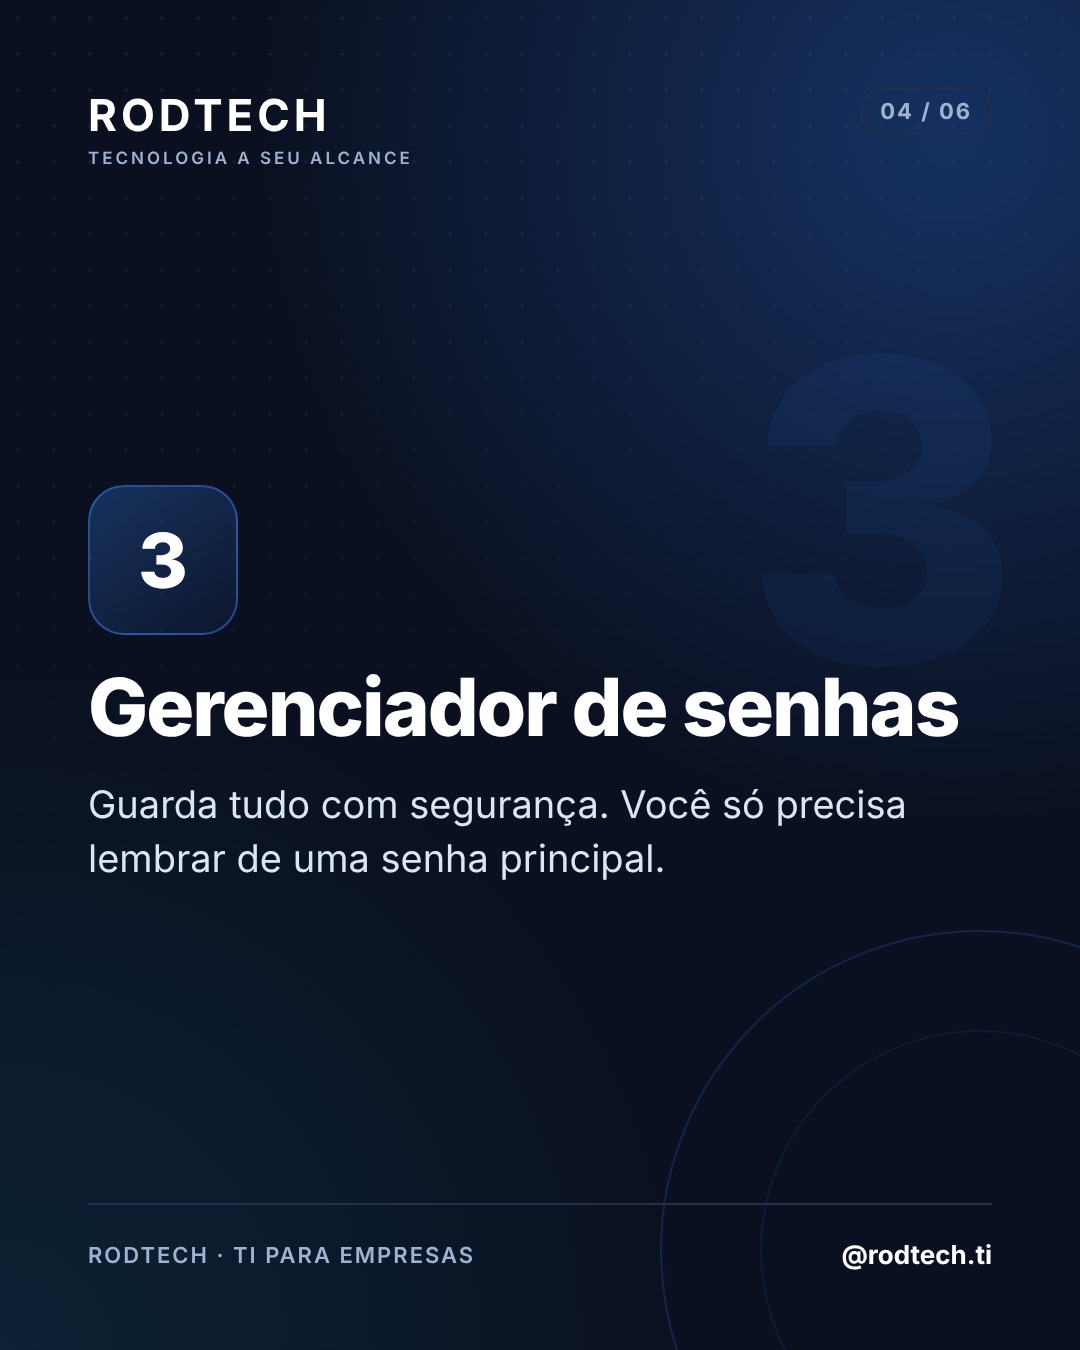 RODTECH
TECNOLOGIA A SEU ALCANCE
04 / 06
3
3
Gerenciador de senhas
Guarda tudo com segurança. Você só precisa
lembrar de uma senha principal.
RODTECH · TI PARA EMPRESAS
@rodtech.ti